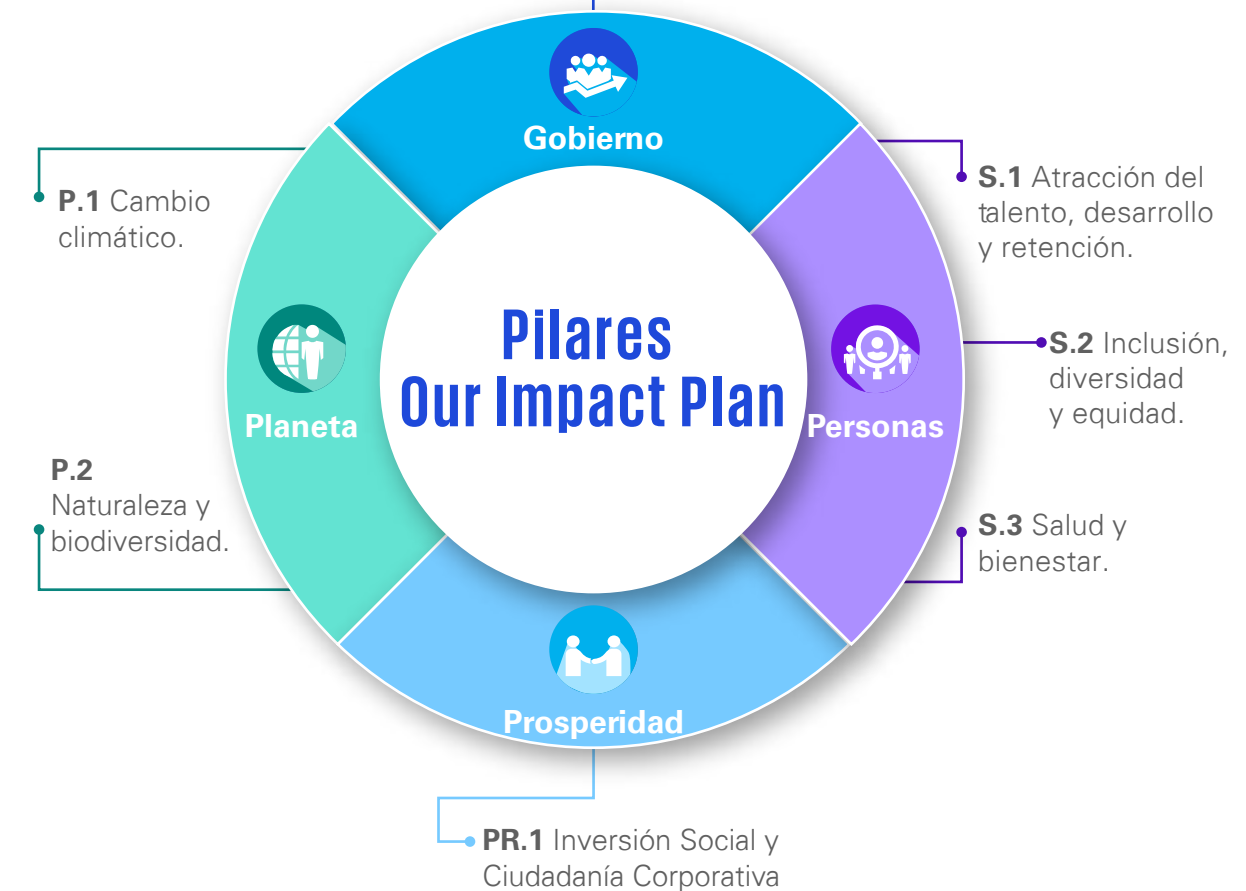 Gobierno
P.1 Cambio
climático.
S.1 Atracción del
talento, desarrollo
y retención.
Pilares
Our Impact Plan
Planeta
Personas
S.2 Inclusión,
diversidad
y equidad.
P.2
Naturaleza y
biodiversidad.
S.3 Salud y
bienestar.
Prosperidad
PR.1 Inversión Social y
Ciudadanía Corporativa